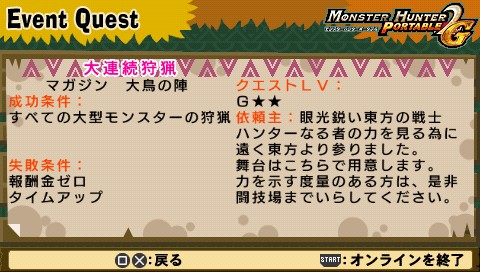 Event Quest
MONSTER HUNTER
PORTABLE 2nd G
大連続狩猟
マガジン 大鳥の陣
成功条件：
すべての大型モンスターの狩猟
失敗条件：
報酬金ゼロ
タイムアップ
クエストＬＶ：
Ｇ★★
依頼主：眼光鋭い東方の戦士
ハンターなる者の力を見る為に
遠く東方より参りました。
舞台はこちらで用意します。
力を示す度量のある方は、是非
闘技場までいらしてください。
□×:戻る
START:オンラインを終了